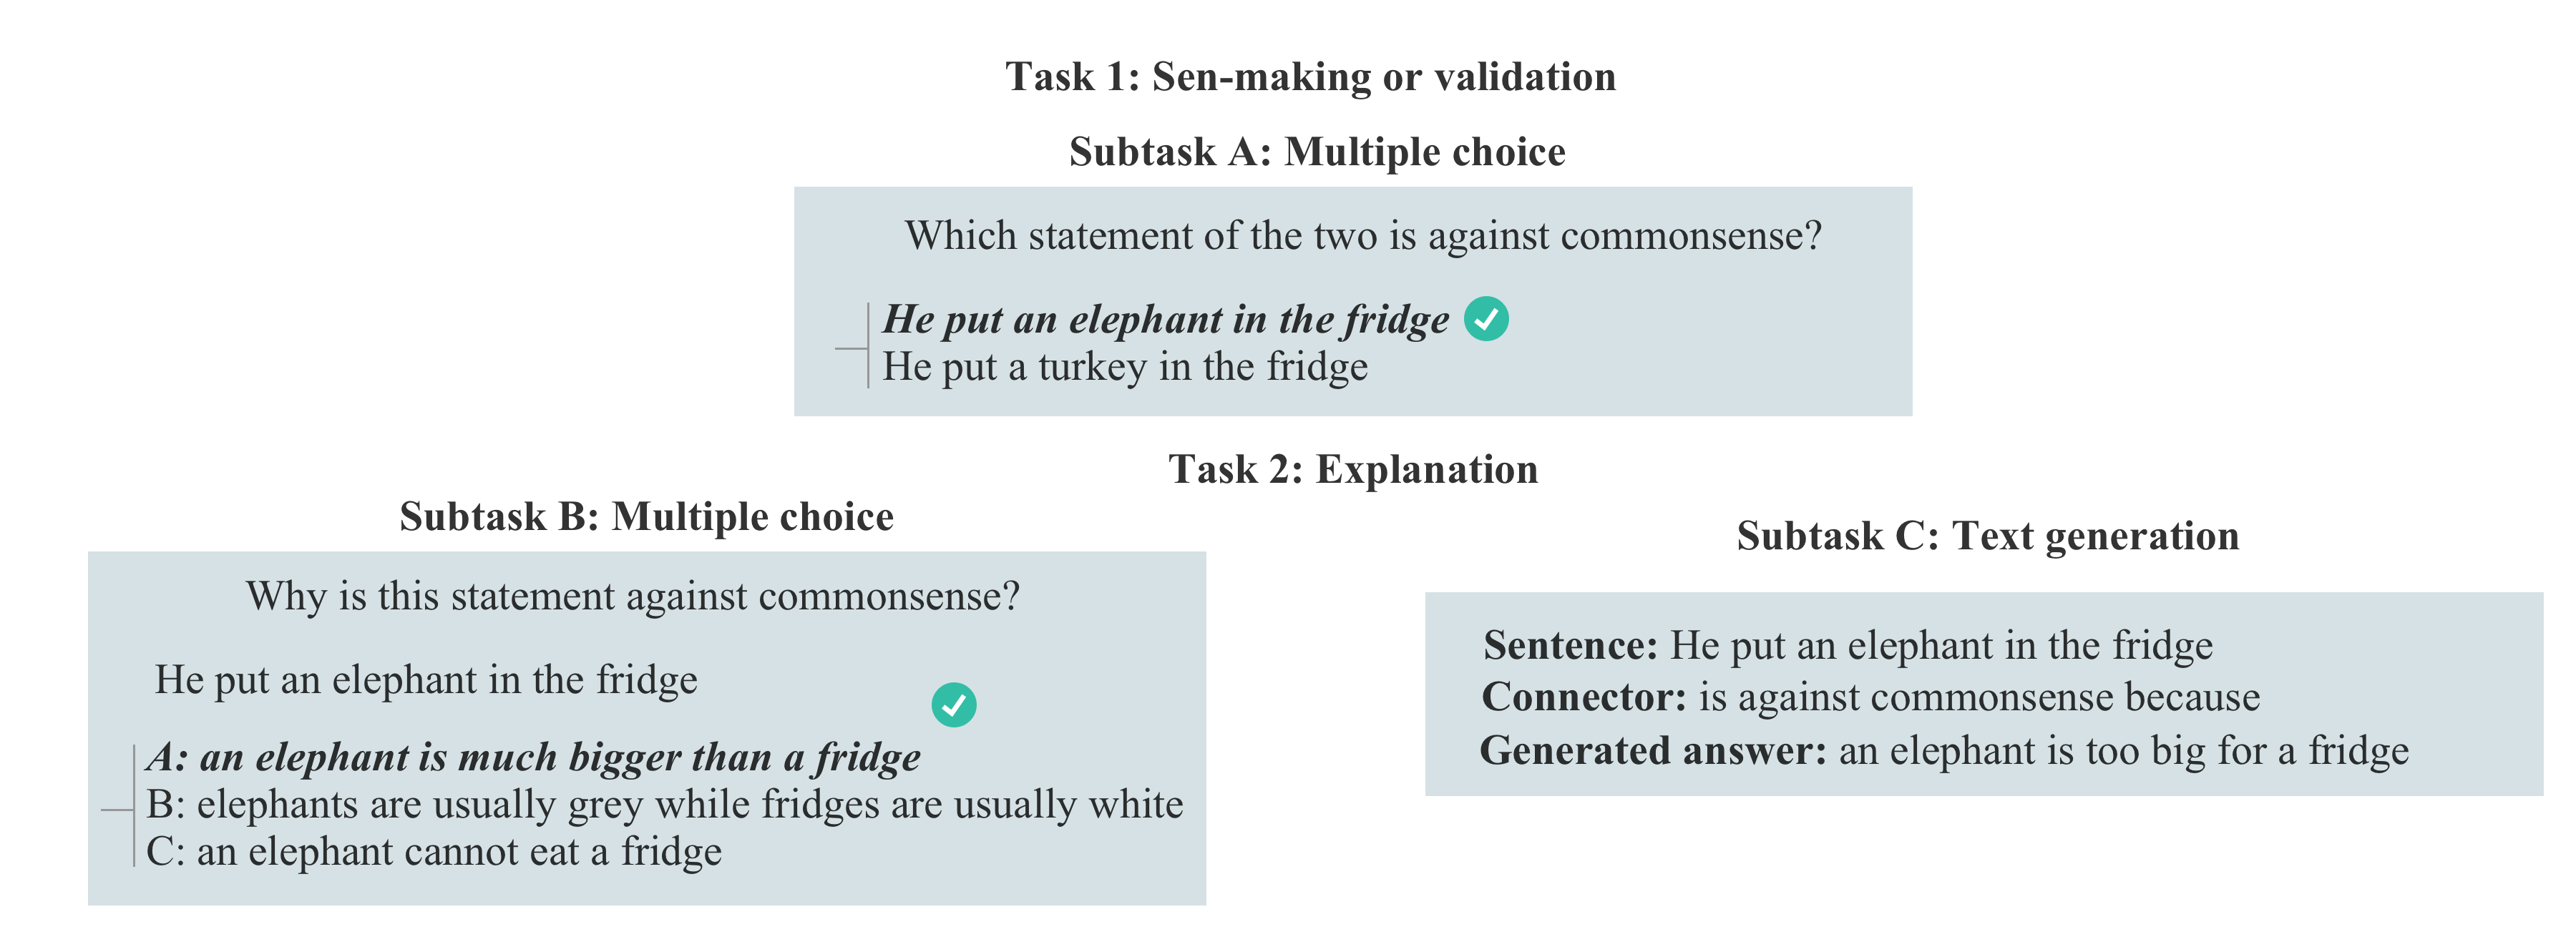 Task 1: Sen-making or validation
Subtask A: Multiple choice
Which statement of the two is against commonsense?
He put an elephant in the fridge
He put a turkey in the fridge
Task 2: Explanation
Subtask B: Multiple choice
Why is this statement against commonsense?
He put an elephant in the fridge
A: an elephant is much bigger than a fridge
B: elephants are usually grey while fridges are usually white
C: an elephant cannot eat a fridge
Subtask C: Text generation
Sentence: He put an elephant in the fridge
Connector: is against commonsense because
Generated answer: an elephant is too big for a fridge